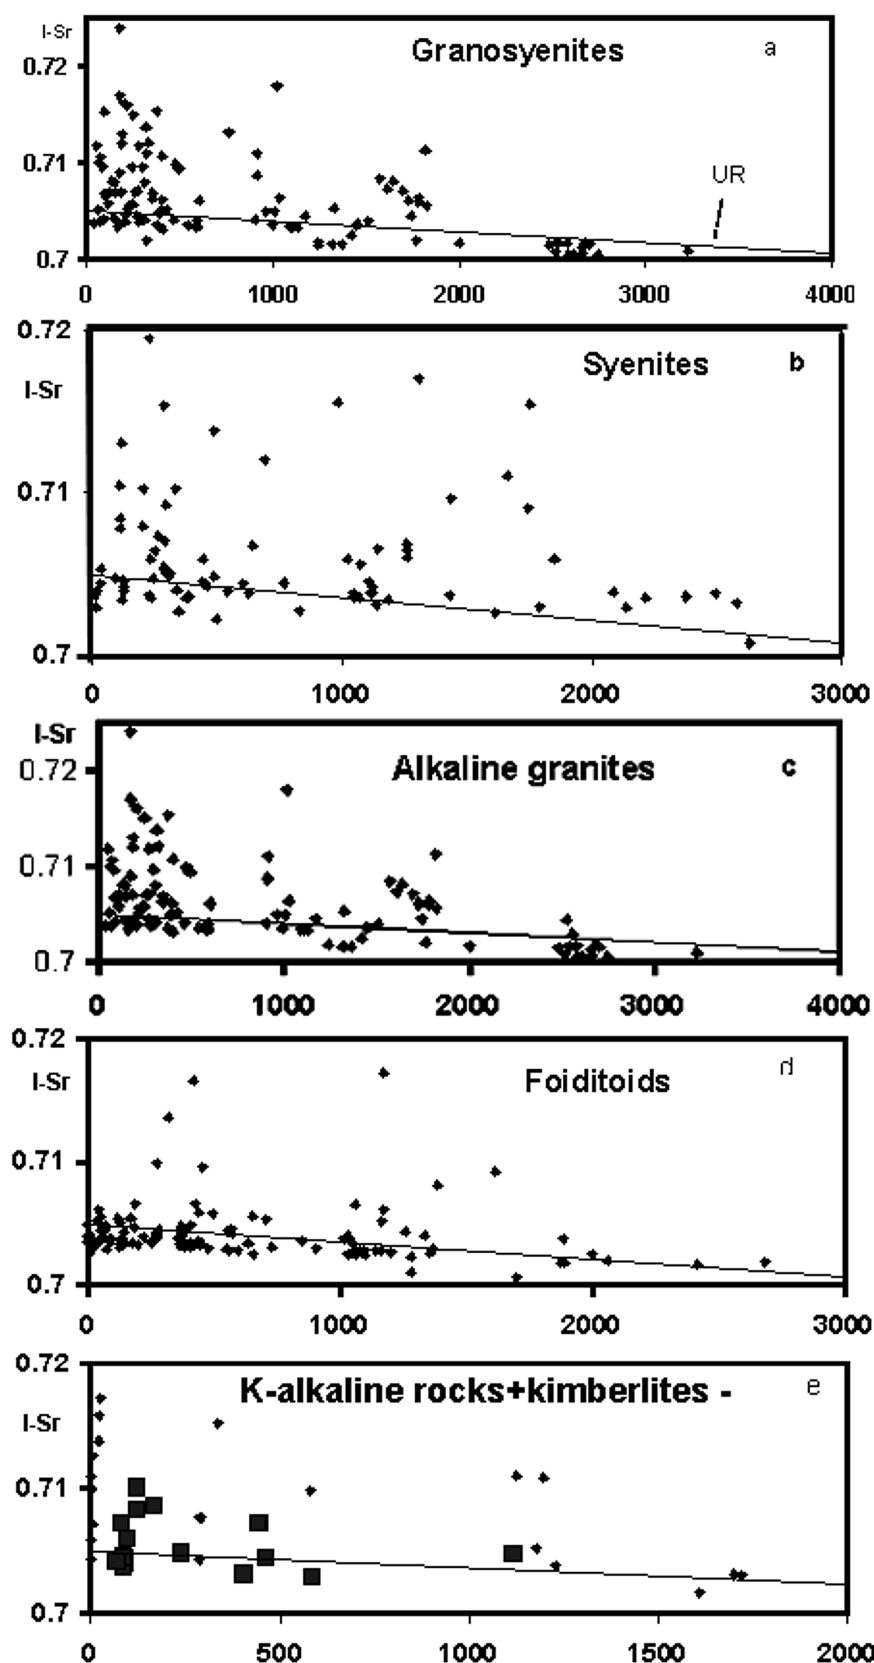 I-Sr
Granosyenites a
0.72
0.71
UR
0.7
0 1000 2000 3000 4000
0.72
Syenites b
I-Sr
0.71
0.7
0 1000 2000 3000
I-Sr
Alkaline granites c
0.72
0.71
0.7
0 1000 2000 3000 4000
0.72
d
I-Sr Foiditoids
0.71
0.7
0 1000 2000 3000
0.72
K-alkaline rocks+kimberlites - e
I-Sr
0.71
0.7
0 500 1000 1500 2000